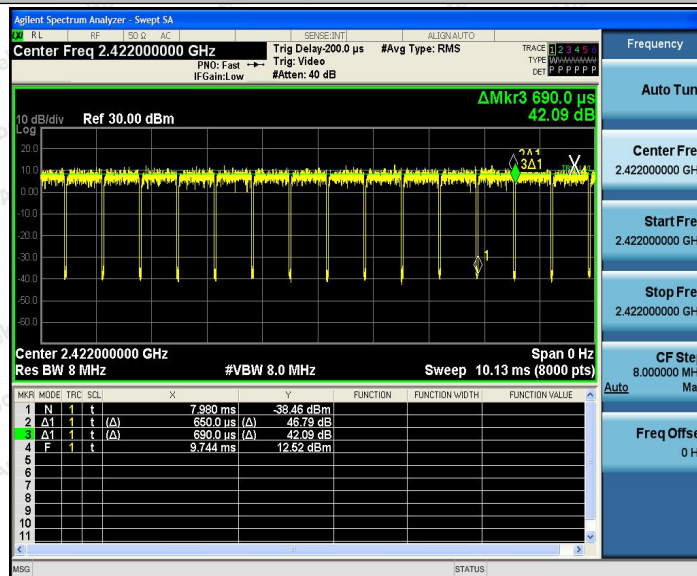 Agilent Spectrum Analyzer - Swept SA
LXI RL RF 50 Ω AC SENSE:INT ALIGN AUTO
Center Freq 2.422000000 GHz
PNO: Fast
IFGain:Low
Trig Delay-200.0 µs
Trig: Video
#Atten: 40 dB
#Avg Type: RMS
TRACE 1 2 3 4 5 6
TYPE
DET P P P P P P
ΔMkr3 690.0 µs
42.09 dB
10 dB/div Ref 30.00 dBm
Log
20.0
10.0
0.00
-10.0
-20.0
-30.0
-40.0
-50.0
-60.0
2Δ1
3Δ1
1
Center 2.422000000 GHz Span 0 Hz
Res BW 8 MHz #VBW 8.0 MHz Sweep 10.13 ms (8000 pts)
MKR MODE TRC SCL X Y FUNCTION FUNCTION WIDTH FUNCTION VALUE
1 N 1 t 7.980 ms -38.46 dBm
2 Δ1 1 t (Δ) 650.0 µs (Δ) 46.79 dB
3 Δ1 1 t (Δ) 690.0 µs (Δ) 42.09 dB
4 F 1 t 9.744 ms 12.52 dBm
5
6
7
8
9
10
11
MSG STATUS
Frequency
Auto Tun
Center Fre
2.422000000 GH
Start Fre
2.422000000 GH
Stop Fre
2.422000000 GH
CF Ste
8.000000 MH
Auto Ma
Freq Offse
0 H